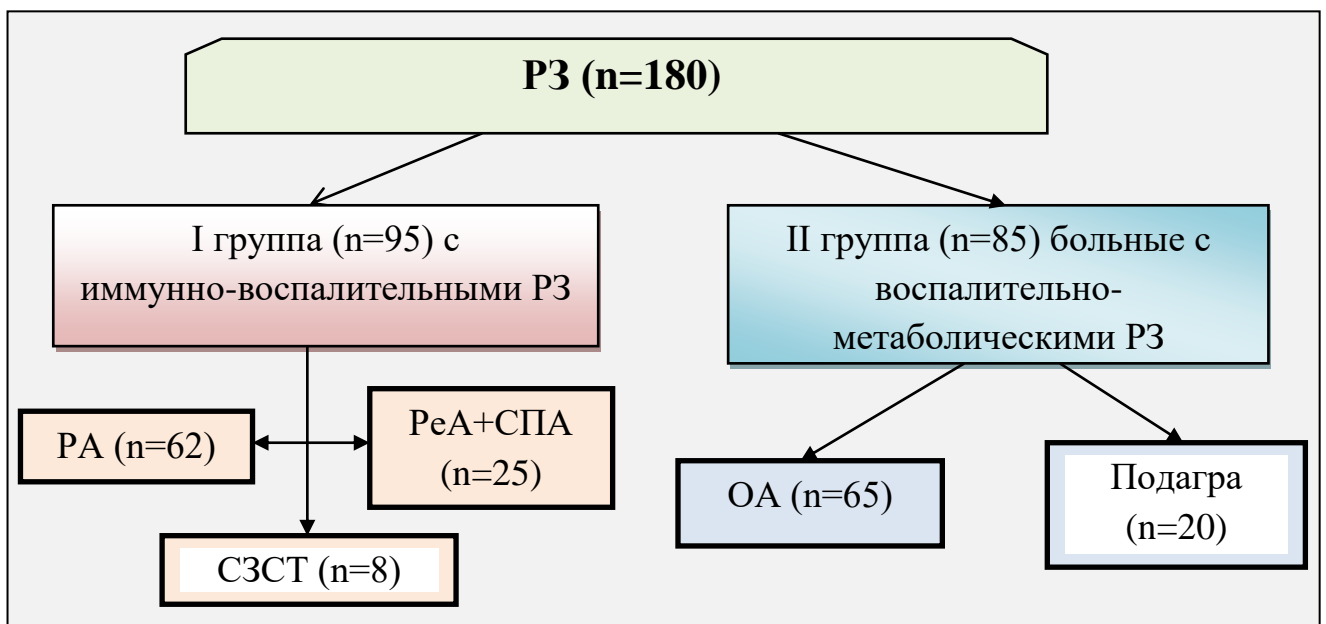 РЗ (n=180)
I группа (n=95) с
иммунно-воспалительными РЗ
II группа (n=85) больные с
воспалительно-
метаболическими РЗ
РА (n=62)
РеА+СПА
(n=25)
СЗСТ (n=8)
ОА (n=65)
Подагра
(n=20)